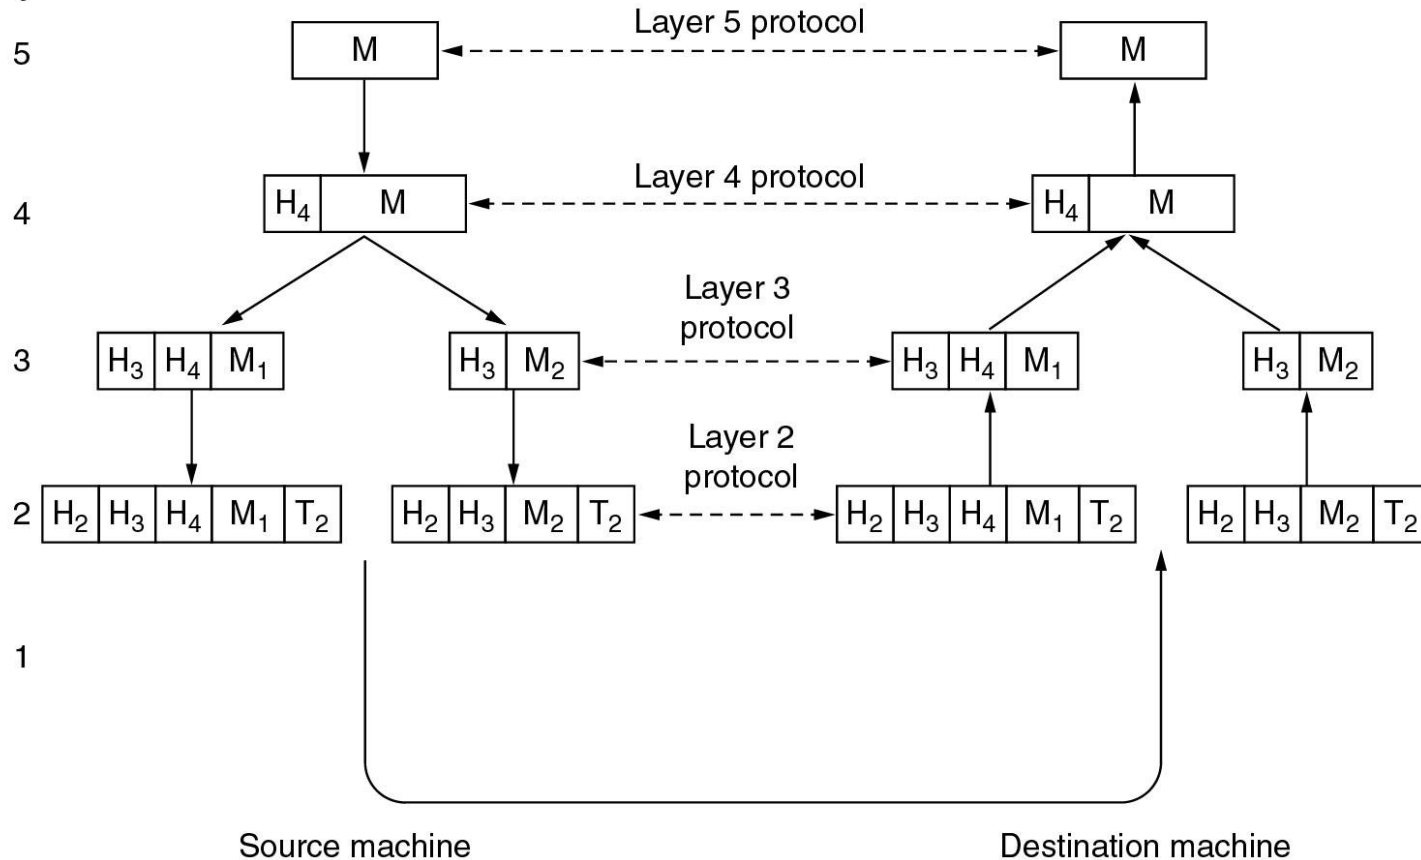 Layer 5 protocol
5 M M
Layer 4 protocol
4 H₄ M H₄ M
Layer 3
protocol
3 H₃ H₄ M₁ H₃ M₂ H₃ H₄ M₁ H₃ M₂
Layer 2
protocol
2 H₂ H₃ H₄ M₁ T₂ H₂ H₃ M₂ T₂ H₂ H₃ H₄ M₁ T₂ H₂ H₃ M₂ T₂
1
Source machine Destination machine